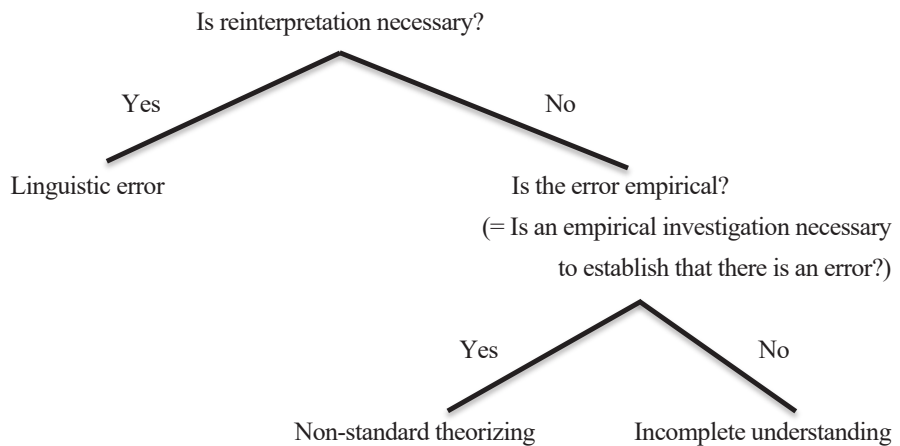 Is reinterpretation necessary?
Yes
No
Linguistic error
Is the error empirical?
(= Is an empirical investigation necessary
to establish that there is an error?)
Yes
No
Non-standard theorizing
Incomplete understanding